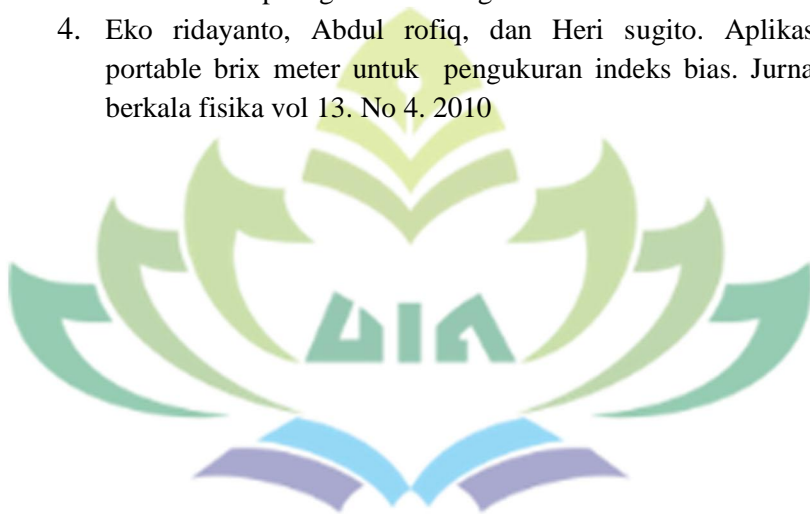 4. Eko ridayanto, Abdul rofiq, dan Heri sugito. Aplikas
portable brix meter untuk pengukuran indeks bias. Jurna
berkala fisika vol 13. No 4. 2010
UIN